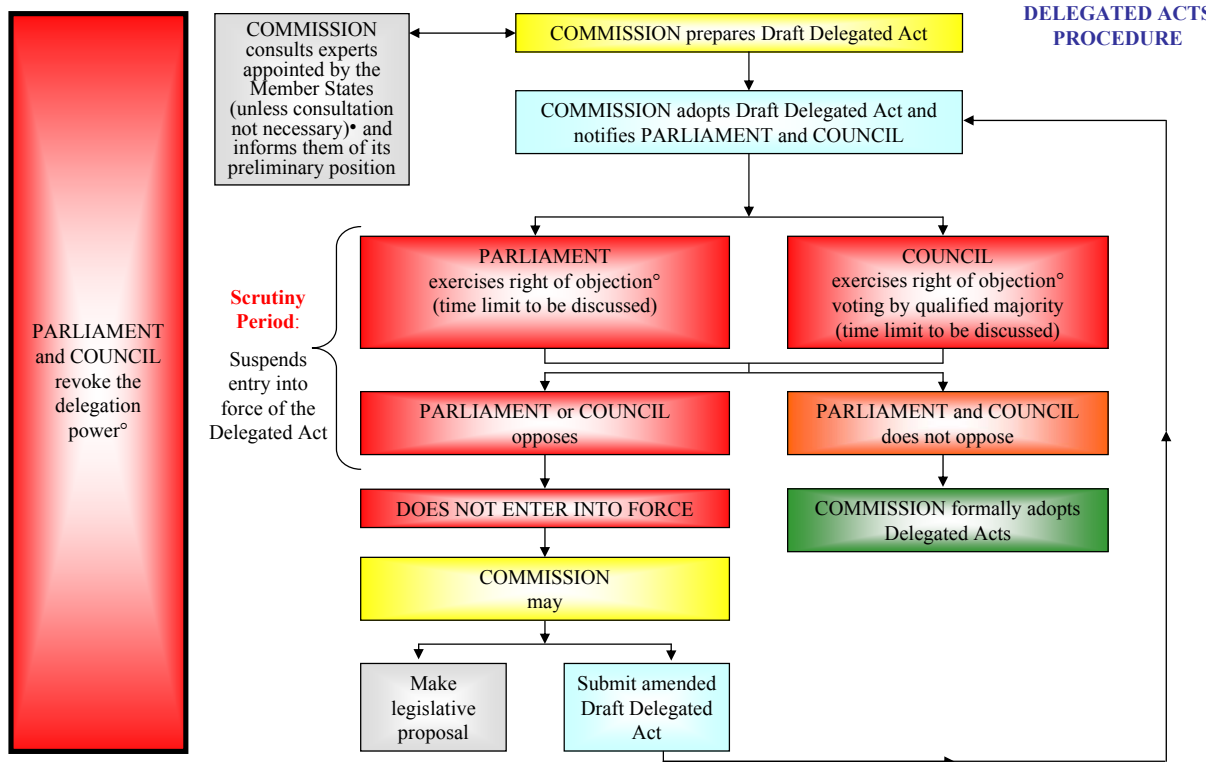 DELEGATED ACTS
PROCEDURE
COMMISSION
consults experts
appointed by the
Member States
(unless consultation
not necessary)• and
informs them of its
preliminary position
COMMISSION prepares Draft Delegated Act
COMMISSION adopts Draft Delegated Act and
notifies PARLIAMENT and COUNCIL
PARLIAMENT
and COUNCIL
revoke the
delegation
power°
Scrutiny
Period:
Suspends
entry into
force of the
Delegated Act
PARLIAMENT
exercises right of objection°
(time limit to be discussed)
COUNCIL
exercises right of objection°
voting by qualified majority
(time limit to be discussed)
PARLIAMENT or COUNCIL
opposes
PARLIAMENT and COUNCIL
does not oppose
DOES NOT ENTER INTO FORCE
COMMISSION formally adopts
Delegated Acts
COMMISSION
may
Make
legislative
proposal
Submit amended
Draft Delegated
Act